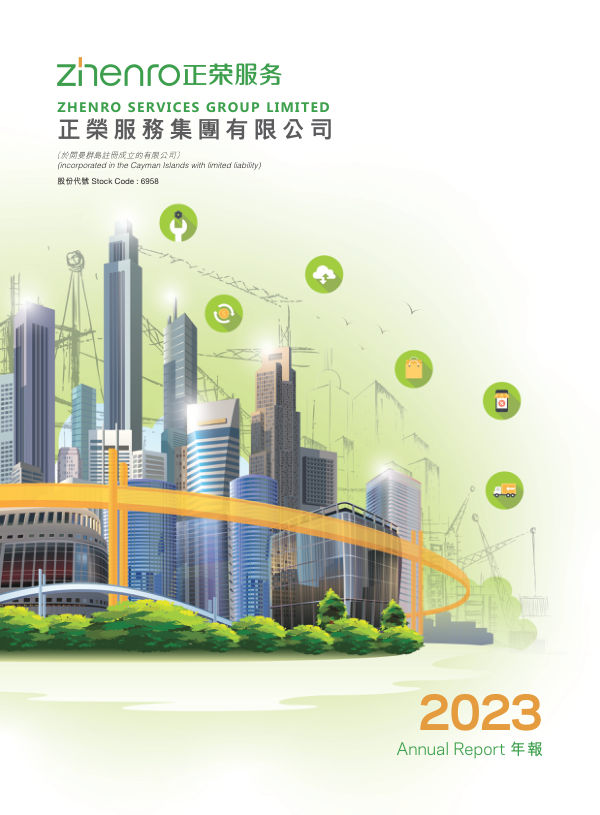 zhenro正荣服务
ZHENRO SERVICES GROUP LIMITED
正榮服務集團有限公司
(於開曼群島註冊成立的有限公司)
(incorporated in the Cayman Islands with limited liability)
股份代號 Stock Code : 6958
2023
Annual Report 年報